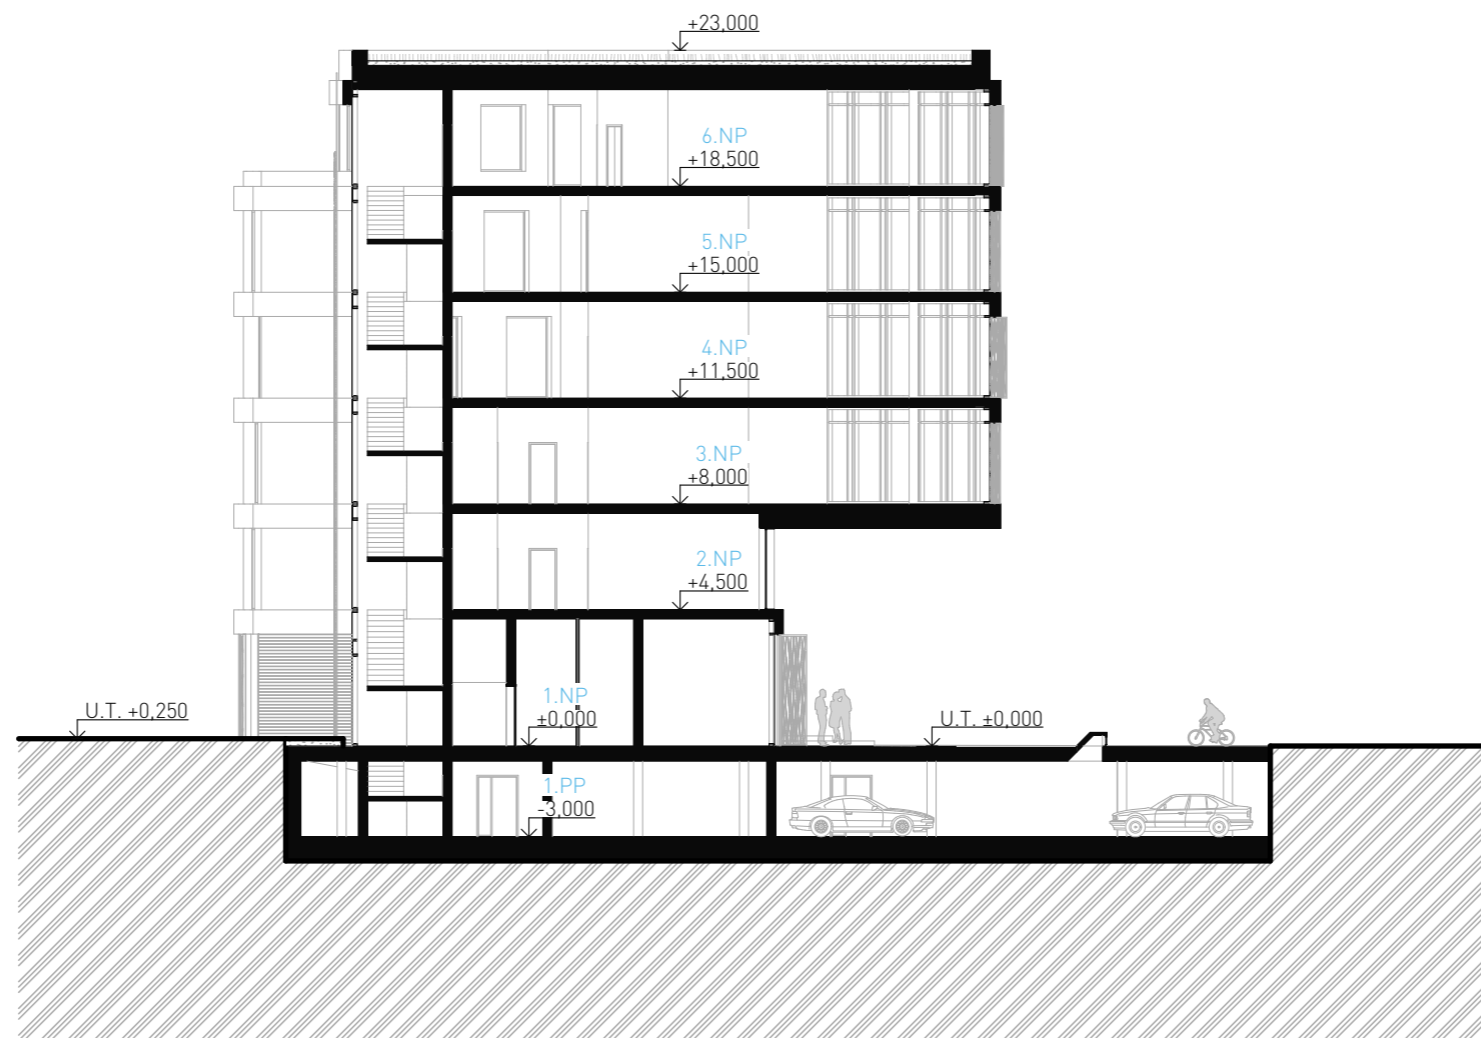 +23,000
6.NP
+18,500
5.NP
+15,000
4.NP
+11,500
3.NP
+8,000
2.NP
+4,500
1.NP
±0,000
U.T. +0,250
U.T. ±0,000
1.PP
-3,000